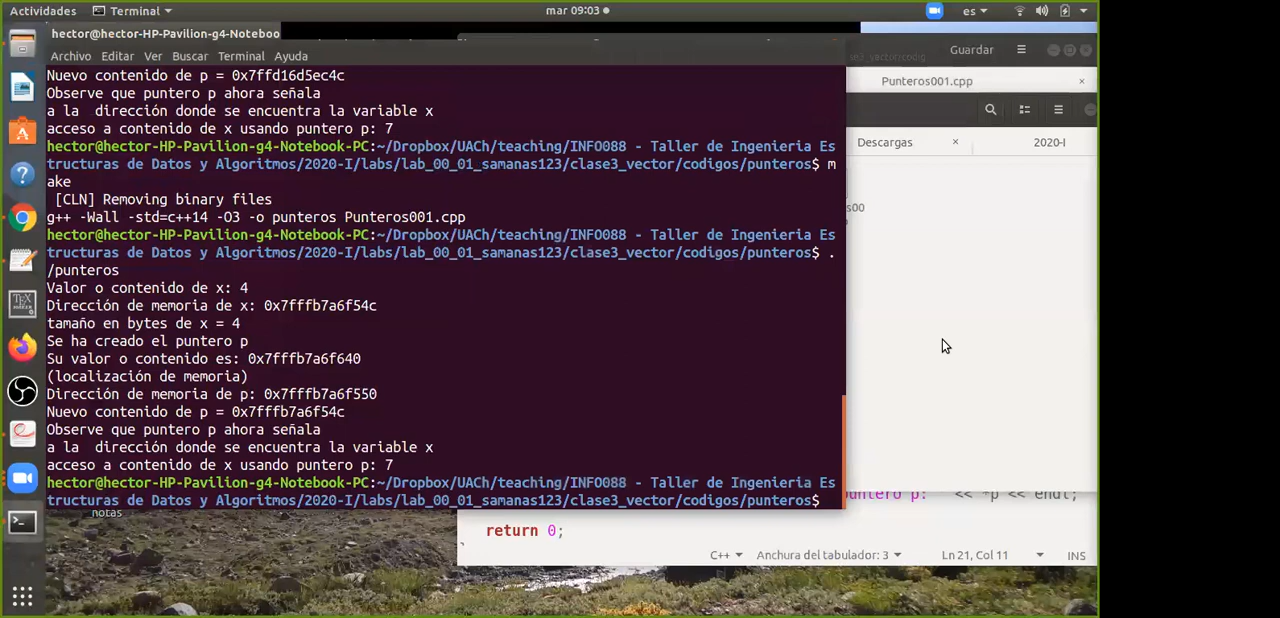 Actividades Terminal mar 09:03 es
hector@hector-HP-Pavilion-g4-Noteboo
Archivo Editar Ver Buscar Terminal Ayuda
Nuevo contenido de p = 0x7ffd16d5ec4c
Observe que puntero p ahora señala
a la  dirección donde se encuentra la variable x
acceso a contenido de x usando puntero p: 7
hector@hector-HP-Pavilion-g4-Notebook-PC:~/Dropbox/UACh/teaching/INFO088 - Taller de Ingenieria Es
tructuras de Datos y Algoritmos/2020-I/labs/lab_00_01_samanas123/clase3_vector/codigos/punteros$ m
ake
 [CLN] Removing binary files
g++ -Wall -std=c++14 -O3 -o punteros Punteros001.cpp
hector@hector-HP-Pavilion-g4-Notebook-PC:~/Dropbox/UACh/teaching/INFO088 - Taller de Ingenieria Es
tructuras de Datos y Algoritmos/2020-I/labs/lab_00_01_samanas123/clase3_vector/codigos/punteros$ .
/punteros
Valor o contenido de x: 4
Dirección de memoria de x: 0x7fffb7a6f54c
tamaño en bytes de x = 4
Se ha creado el puntero p
Su valor o contenido es: 0x7fffb7a6f640
(localización de memoria)
Dirección de memoria de p: 0x7fffb7a6f550
Nuevo contenido de p = 0x7fffb7a6f54c
Observe que puntero p ahora señala
a la  dirección donde se encuentra la variable x
acceso a contenido de x usando puntero p: 7
hector@hector-HP-Pavilion-g4-Notebook-PC:~/Dropbox/UACh/teaching/INFO088 - Taller de Ingenieria Es
tructuras de Datos y Algoritmos/2020-I/labs/lab_00_01_samanas123/clase3_vector/codigos/punteros$
Guardar
Punteros001.cpp
Descargas 2020-I
s00
puntero p: " << *p << endl;
return 0;
C++ Anchura del tabulador: 3 Ln 21, Col 11 INS
notas